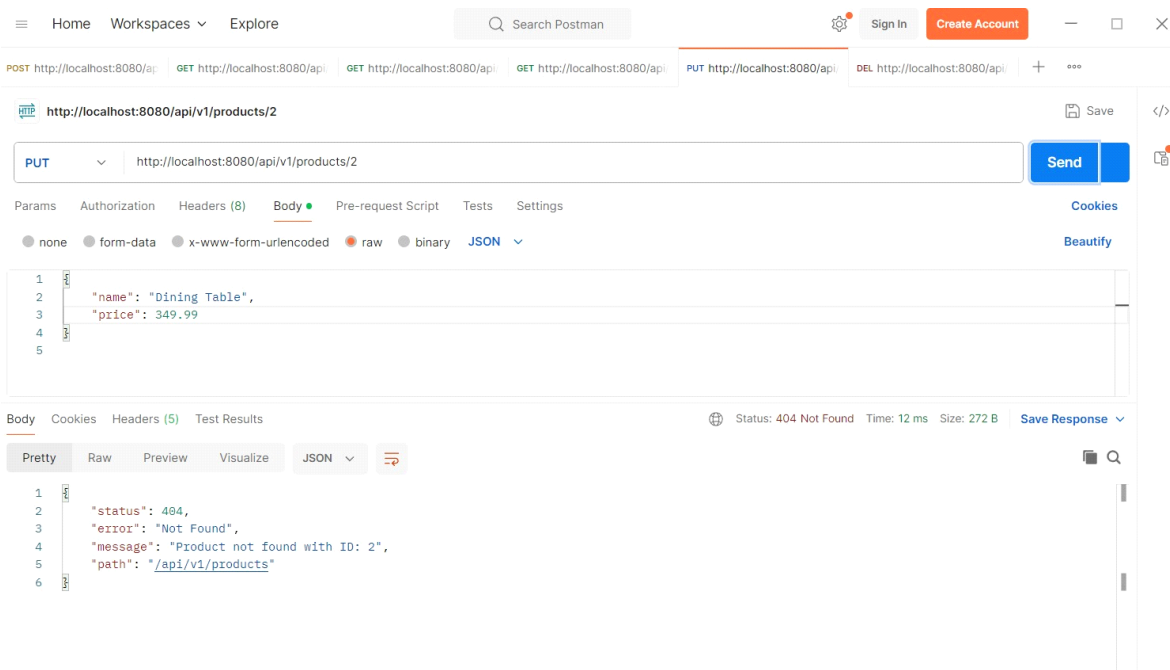 Home Workspaces Explore Search Postman Sign In Create Account
POST http://localhost:8080/ap GET http://localhost:8080/api GET http://localhost:8080/api GET http://localhost:8080/api PUT http://localhost:8080/api DEL http://localhost:8080/api
HTTP http://localhost:8080/api/v1/products/2 Save
PUT http://localhost:8080/api/v1/products/2 Send
Params Authorization Headers (8) Body Pre-request Script Tests Settings Cookies
none form-data x-www-form-urlencoded raw binary JSON Beautify
1 {
2 "name": "Dining Table",
3 "price": 349.99
4 }
5
Body Cookies Headers (5) Test Results Status: 404 Not Found Time: 12 ms Size: 272 B Save Response
Pretty Raw Preview Visualize JSON
1 {
2 "status": 404,
3 "error": "Not Found",
4 "message": "Product not found with ID: 2",
5 "path": "/api/v1/products"
6 }